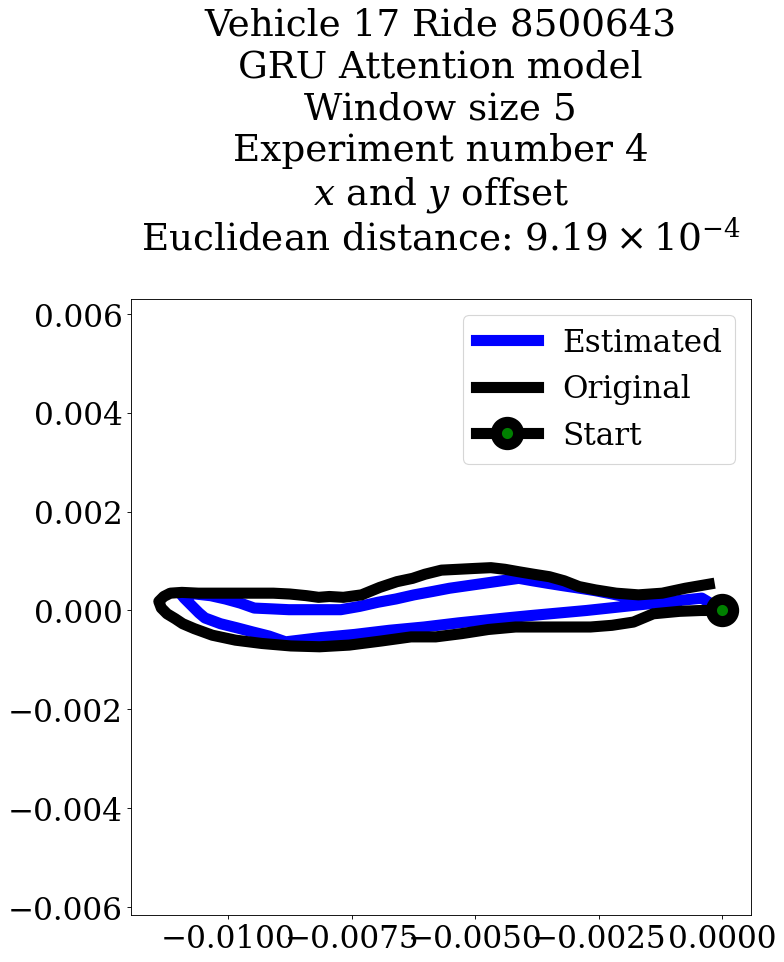 Vehicle 17 Ride 8500643
GRU Attention model
Window size 5
Experiment number 4
x and y offset
Euclidean distance: 9.19 × 10⁻⁴
Estimated
Original
Start
0.006
0.004
0.002
0.000
−0.002
−0.004
−0.006
−0.0100 −0.0075 −0.0050 −0.0025 0.0000